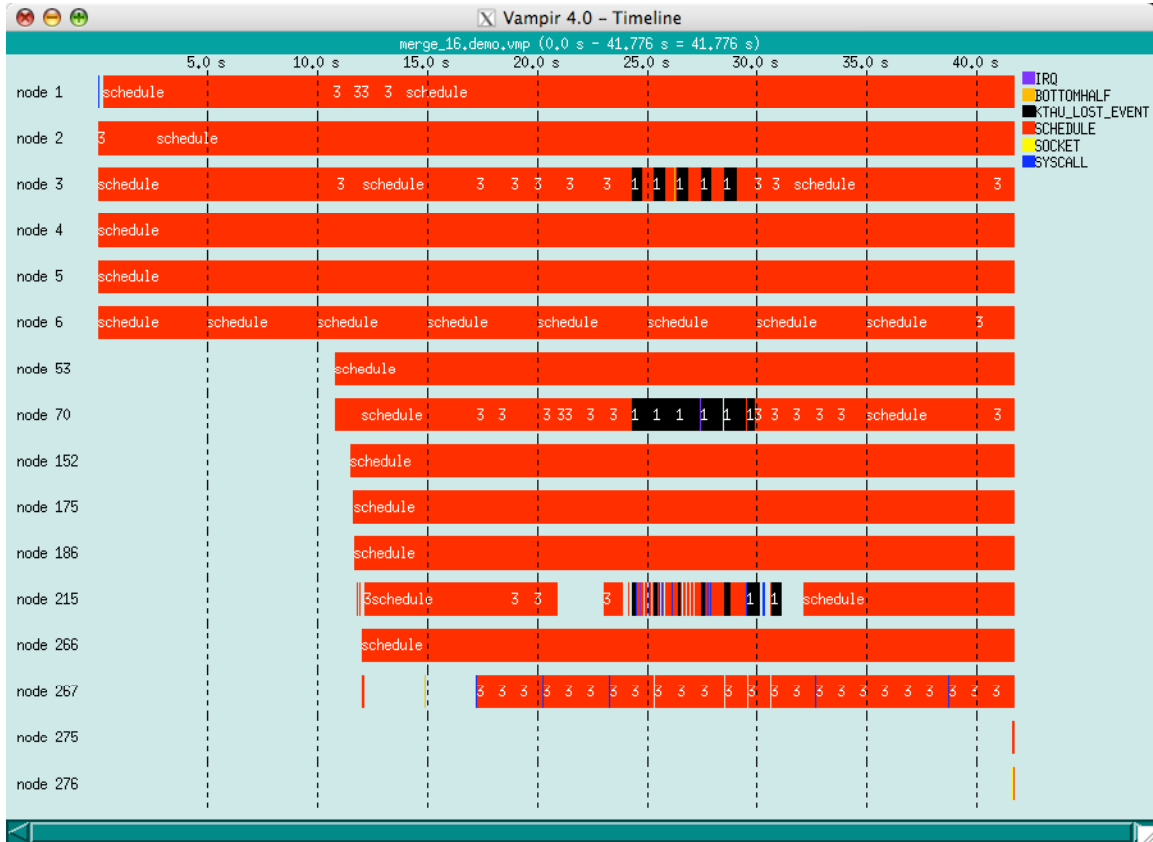 Vampir 4.0 – Timeline
merge_16.demo.vmp (0.0 s - 41.776 s = 41.776 s)
5.0 s 10.0 s 15.0 s 20.0 s 25.0 s 30.0 s 35.0 s 40.0 s
IRQ
BOTTOMHALF
KTAU_LOST_EVENT
SCHEDULE
SOCKET
SYSCALL
node 1 schedule 3 33 3 schedule
node 2 3 schedule
node 3 schedule 3 schedule 3 3 3 3 3 1 1 1 1 1 3 3 schedule 3
node 4 schedule
node 5 schedule
node 6 schedule schedule schedule schedule schedule schedule schedule schedule 3
node 53 schedule
node 70 schedule 3 3 3 33 3 3 1 1 1 1 1 13 3 3 3 3 schedule 3
node 152 schedule
node 175 schedule
node 186 schedule
node 215 3schedule 3 3 3 1 1 schedule
node 266 schedule
node 267 3 3 3 3 3 3 3 3 3 3 3 3 3 3 3 3 3 3 3 3 3 3 3 3
node 275
node 276